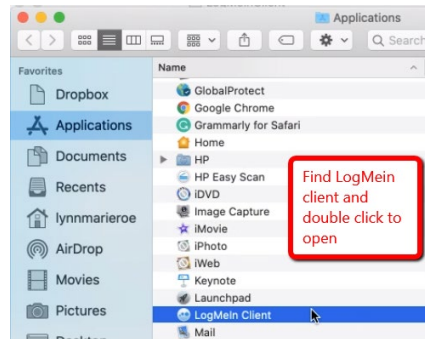 Applications
Search
Favorites
Dropbox
Applications
Documents
Recents
lynnmarieroe
AirDrop
Movies
Pictures
Name
GlobalProtect
Google Chrome
Grammarly for Safari
Home
HP
HP Easy Scan
iDVD
Image Capture
iMovie
iPhoto
iWeb
Keynote
Launchpad
LogMeIn Client
Mail
Find LogMein
client and
double click to
open